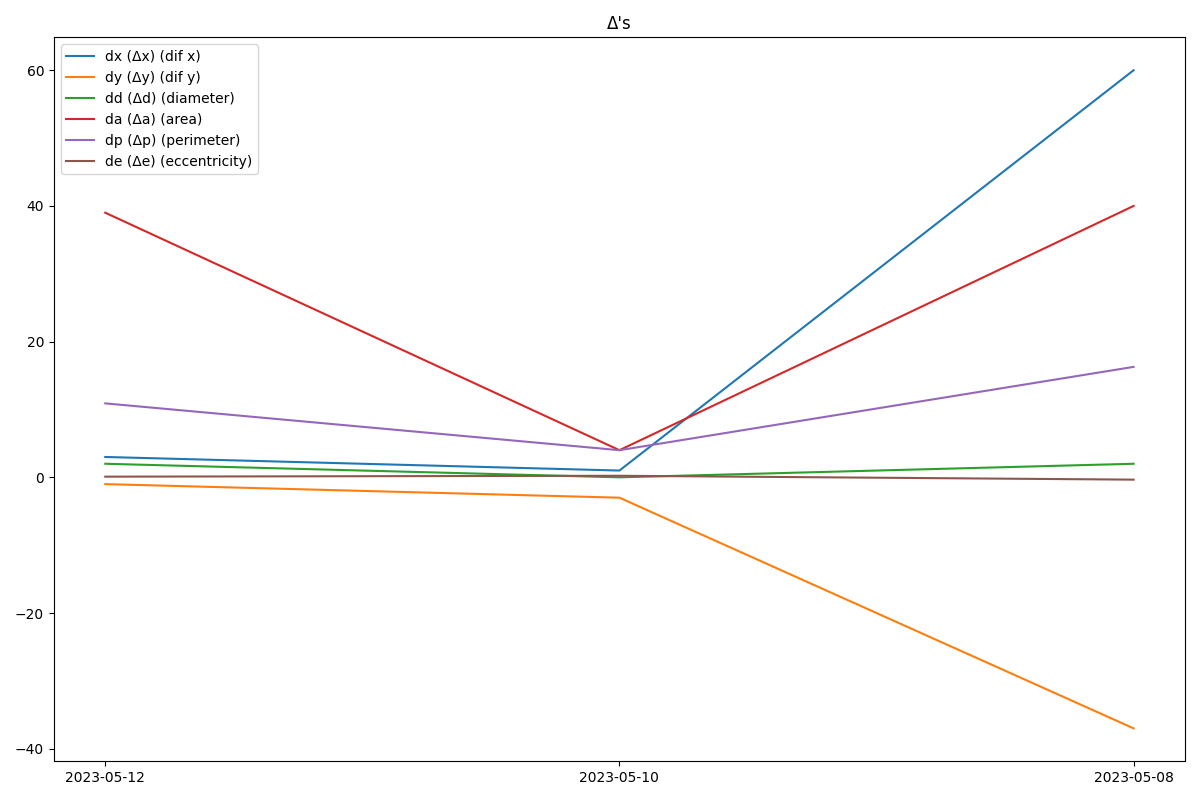 Δ's
dx (Δx) (dif x)
dy (Δy) (dif y)
dd (Δd) (diameter)
da (Δa) (area)
dp (Δp) (perimeter)
de (Δe) (eccentricity)
60
40
20
0
−20
−40
2023-05-12
2023-05-10
2023-05-08